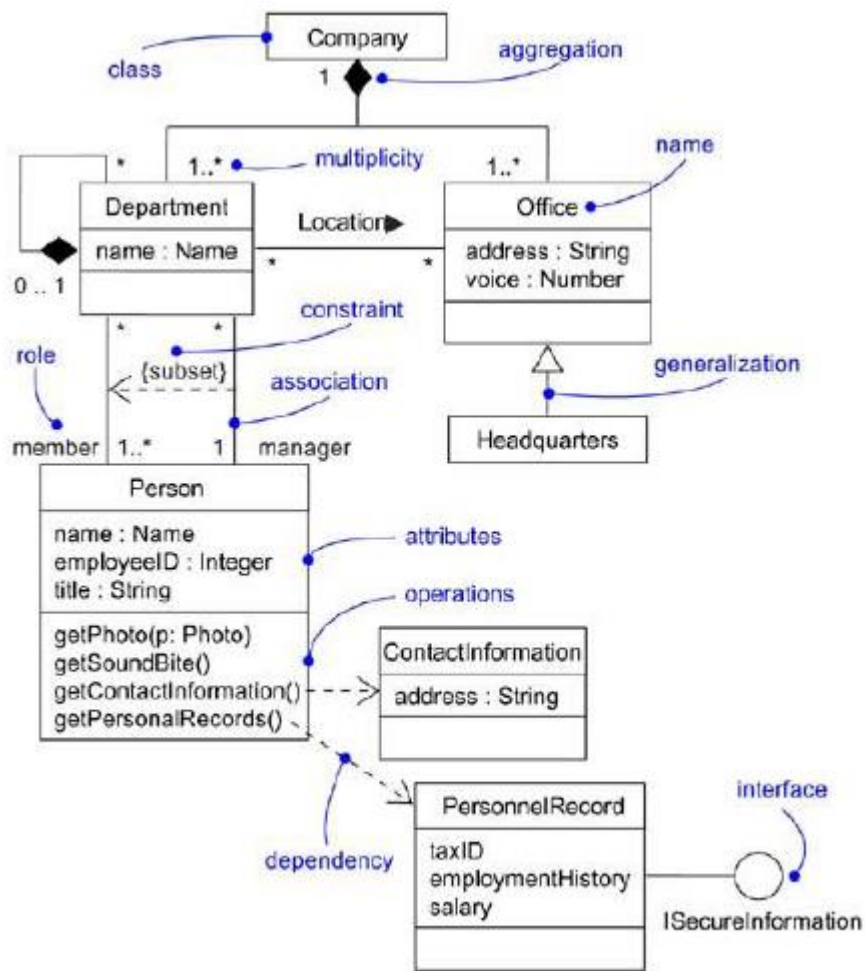 Company
class
1
aggregation
*
1..*
multiplicity
1..*
name
Department
Location
Office
name : Name
address : String
voice : Number
*
*
0 .. 1
*
*
constraint
role
{subset}
association
generalization
member
1..*
1
manager
Headquarters
Person
name : Name
employeeID : Integer
title : String
attributes
operations
getPhoto(p: Photo)
getSoundBite()
getContactInformation()
getPersonalRecords()
ContactInformation
address : String
dependency
PersonnelRecord
interface
taxID
employmentHistory
salary
ISecureInformation